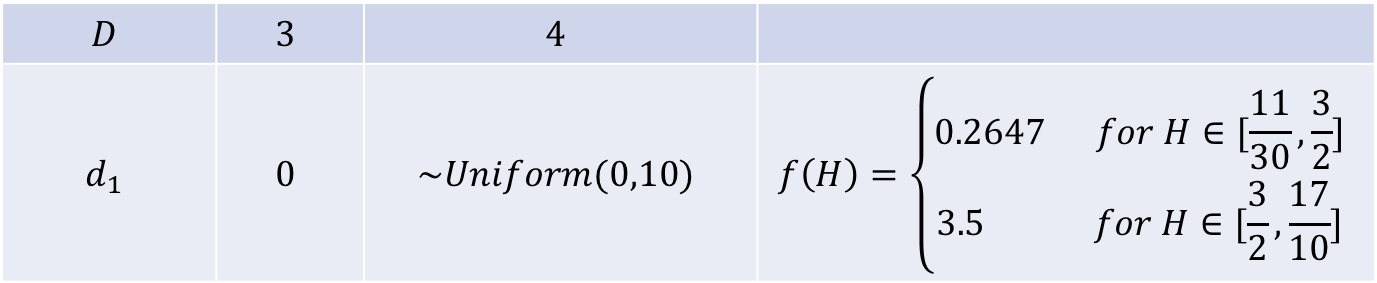 D 3 4
d₁ 0 ~Uniform(0,10) f(H) = { 0.2647 for H ∈ [11/30, 3/2]
3.5 for H ∈ [3/2, 17/10]